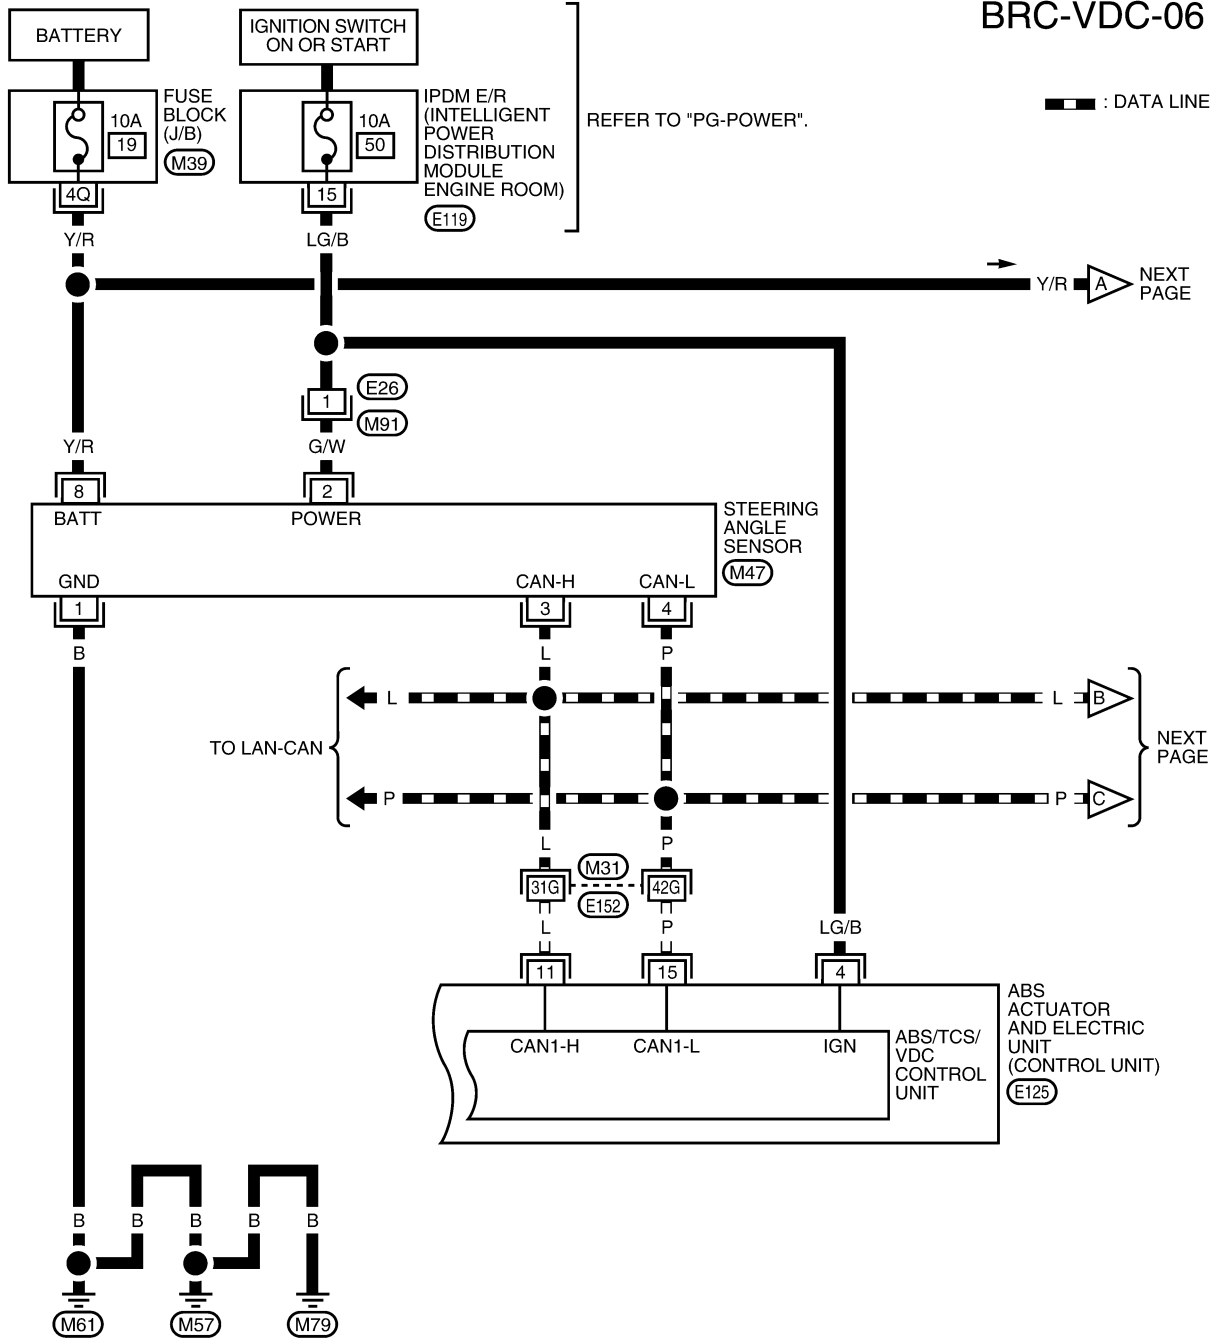 BRC-VDC-06
BATTERY
IGNITION SWITCH
ON OR START
: DATA LINE
FUSE
BLOCK
(J/B)
M39
10A
19
4Q
10A
50
15
IPDM E/R
(INTELLIGENT
POWER
DISTRIBUTION
MODULE
ENGINE ROOM)
E119
REFER TO "PG-POWER".
Y/R
LG/B
Y/R
A
NEXT
PAGE
1
E26
M91
Y/R
G/W
8
2
BATT
POWER
STEERING
ANGLE
SENSOR
M47
GND
CAN-H
CAN-L
1
3
4
B
L
P
L
L
B
TO LAN-CAN
NEXT
PAGE
P
P
C
L
P
M31
31G
42G
E152
L
P
LG/B
11
15
4
ABS
ACTUATOR
AND ELECTRIC
UNIT
(CONTROL UNIT)
E125
CAN1-H
CAN1-L
IGN
ABS/TCS/
VDC
CONTROL
UNIT
B
B
B
B
B
M61
M57
M79